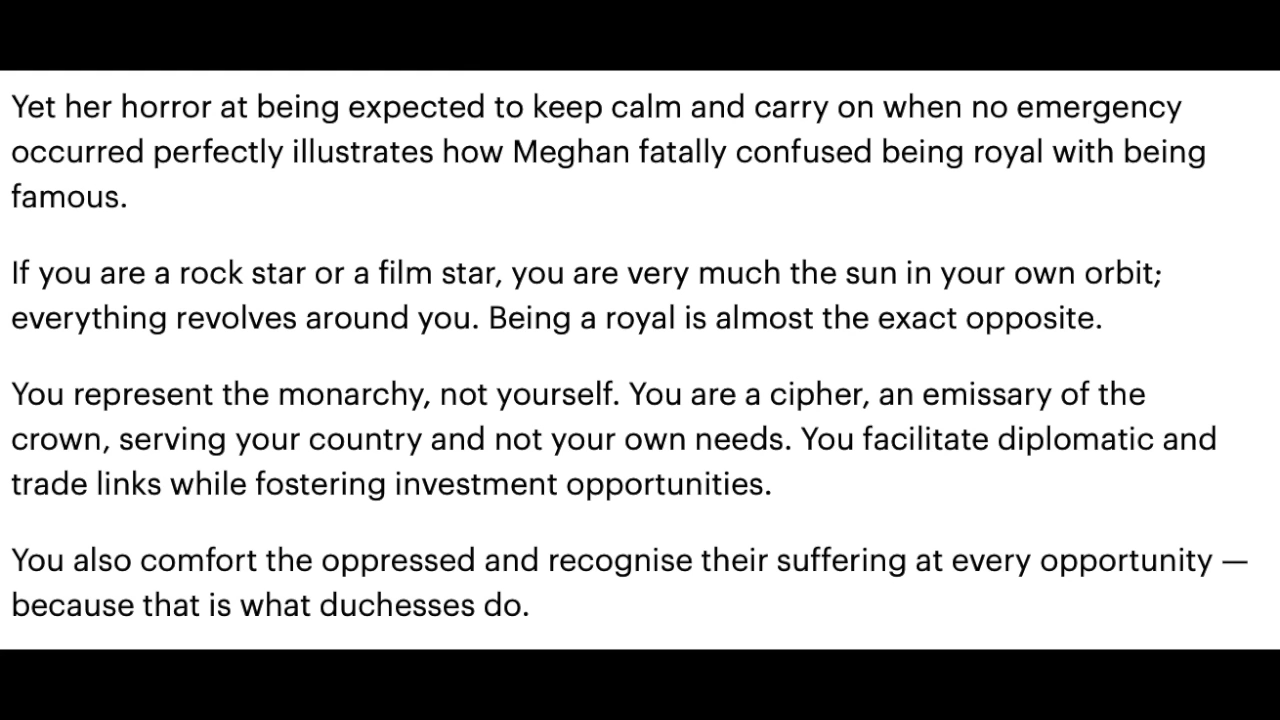 Yet her horror at being expected to keep calm and carry on when no emergency
occurred perfectly illustrates how Meghan fatally confused being royal with being
famous.
If you are a rock star or a film star, you are very much the sun in your own orbit;
everything revolves around you. Being a royal is almost the exact opposite.
You represent the monarchy, not yourself. You are a cipher, an emissary of the
crown, serving your country and not your own needs. You facilitate diplomatic and
trade links while fostering investment opportunities.
You also comfort the oppressed and recognise their suffering at every opportunity —
because that is what duchesses do.